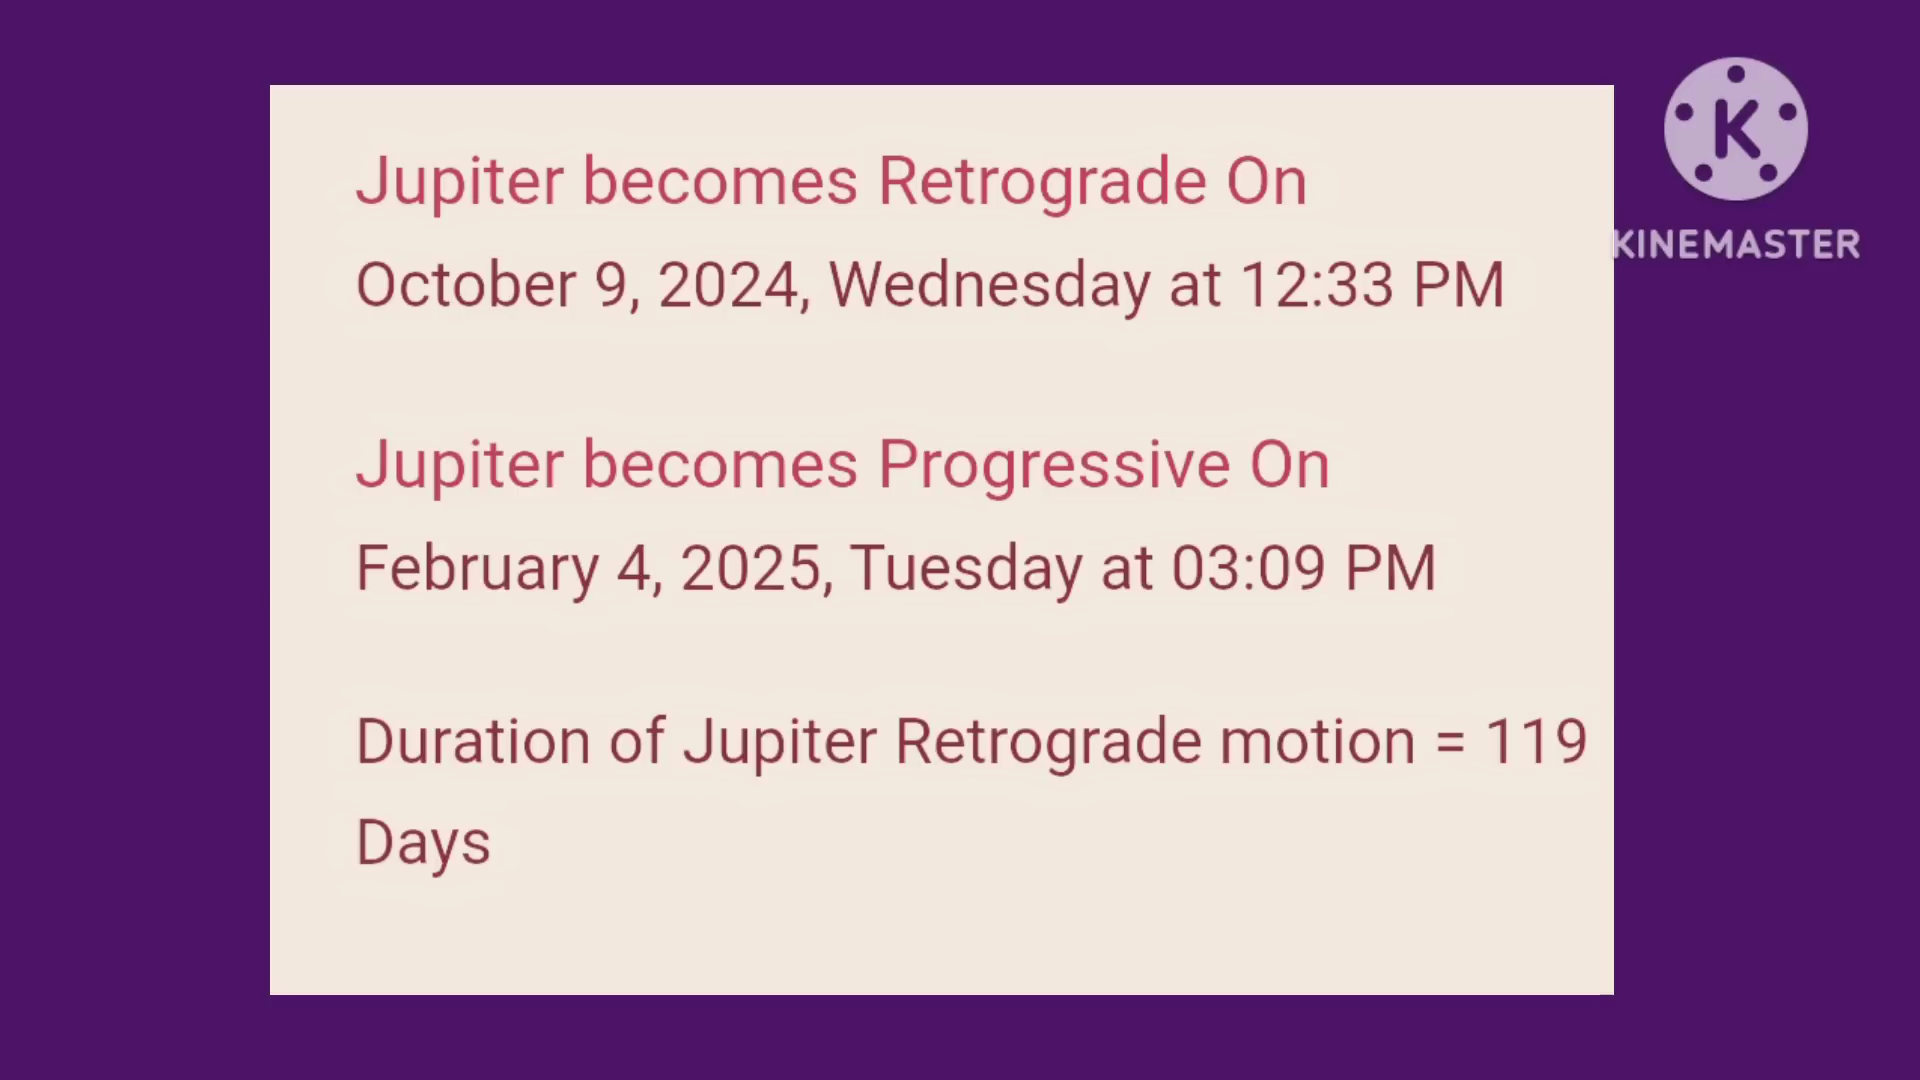 Jupiter becomes Retrograde On
October 9, 2024, Wednesday at 12:33 PM
Jupiter becomes Progressive On
February 4, 2025, Tuesday at 03:09 PM
Duration of Jupiter Retrograde motion = 119
Days
K
KINEMASTER